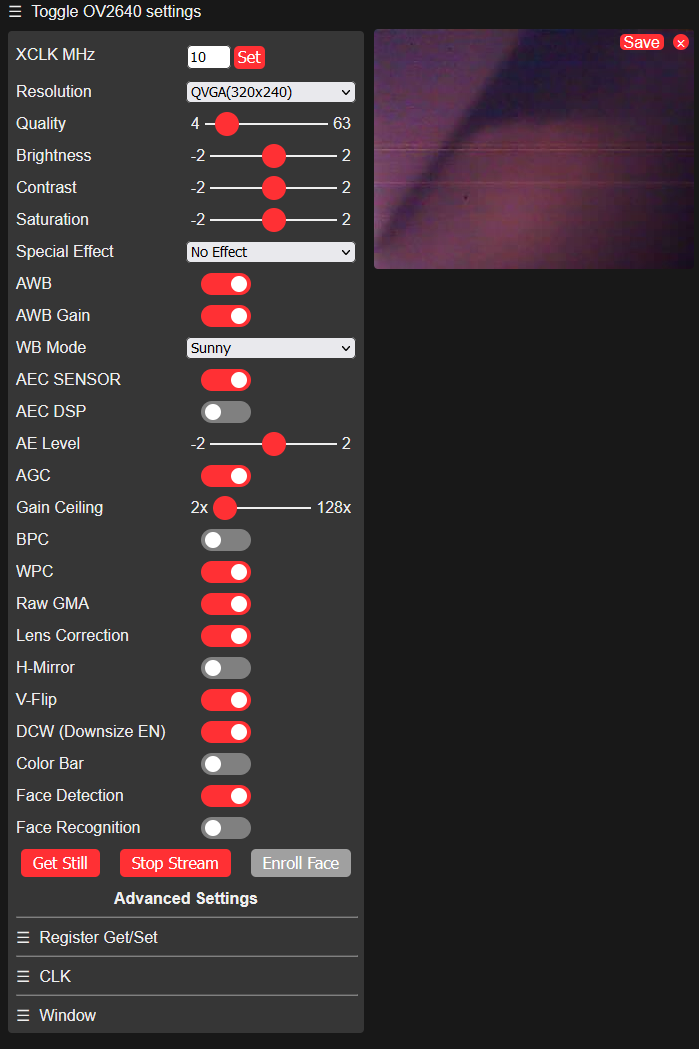 ☰ Toggle OV2640 settings
XCLK MHz 10 Set
Resolution QVGA(320x240)
Quality 4 63
Brightness -2 2
Contrast -2 2
Saturation -2 2
Special Effect No Effect
AWB
AWB Gain
WB Mode Sunny
AEC SENSOR
AEC DSP
AE Level -2 2
AGC
Gain Ceiling 2x 128x
BPC
WPC
Raw GMA
Lens Correction
H-Mirror
V-Flip
DCW (Downsize EN)
Color Bar
Face Detection
Face Recognition
Get Still Stop Stream Enroll Face
Advanced Settings
☰ Register Get/Set
☰ CLK
☰ Window
Save ×